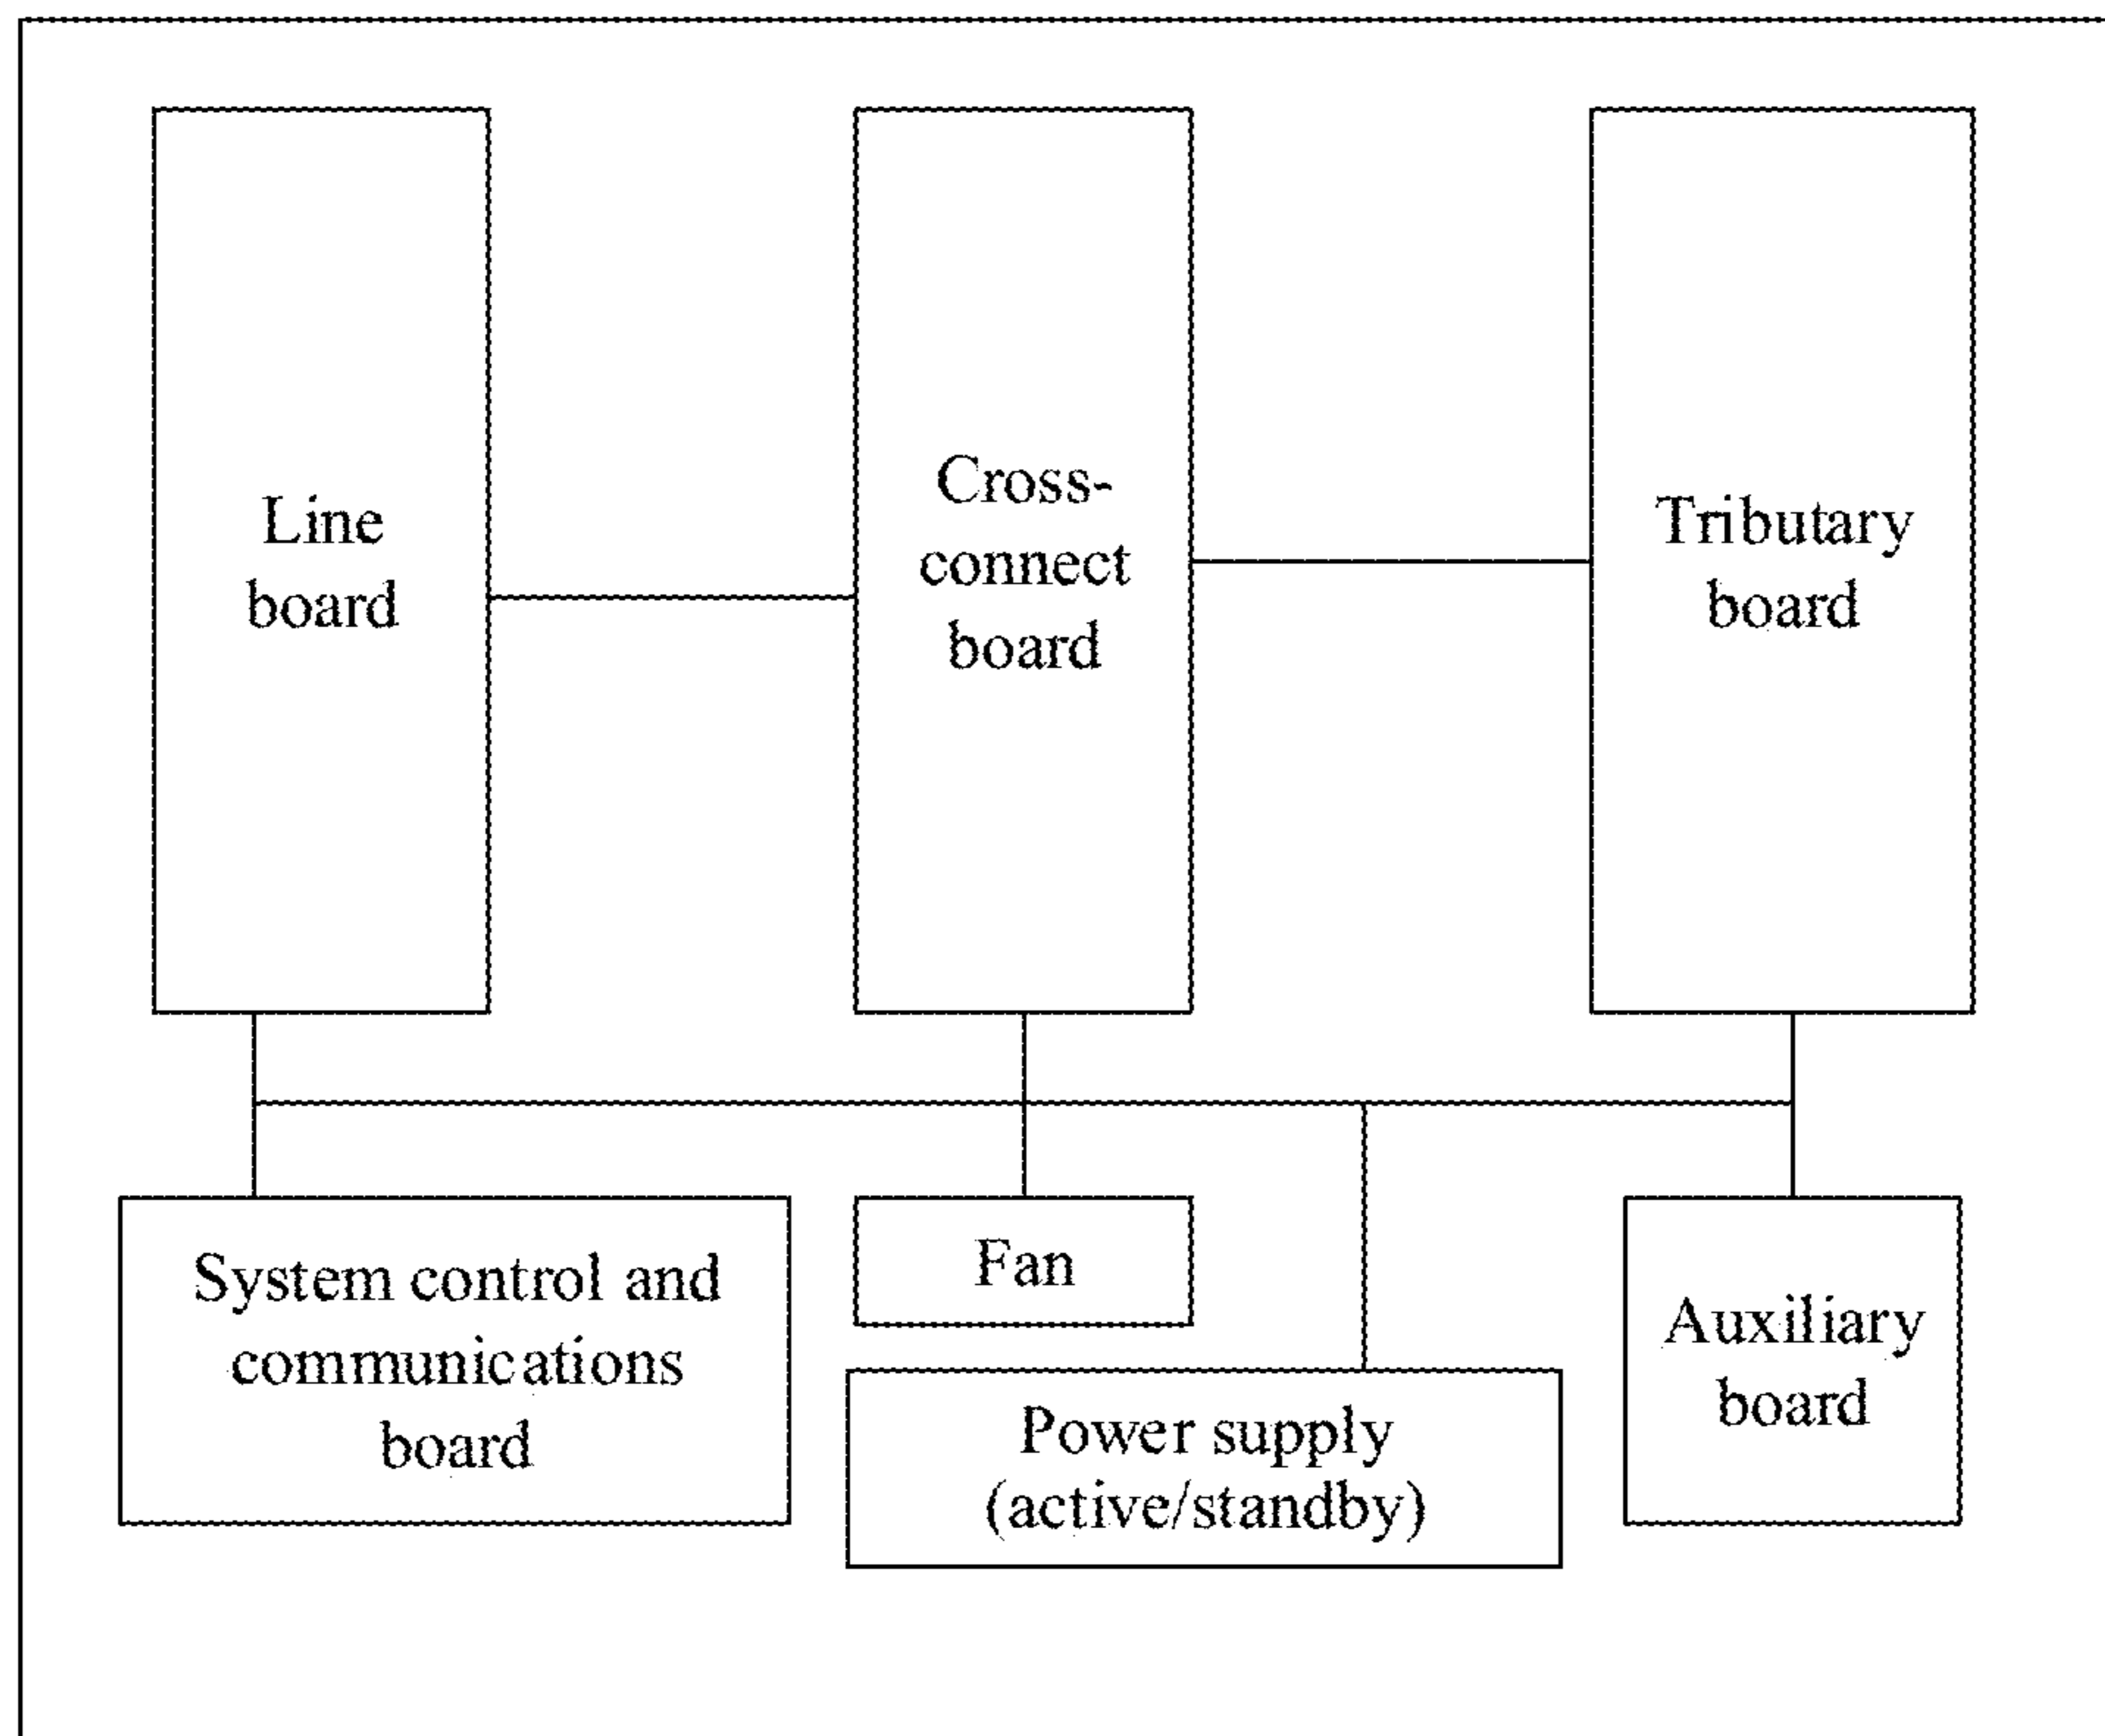 Line
board
Cross-
connect
board
Tributary
board
System control and
communications
board
Fan
Power supply
(active/standby)
Auxiliary
board